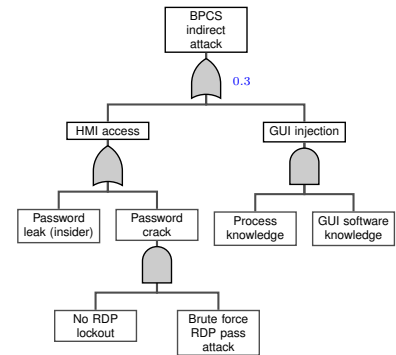 BPCS
indirect
attack
0.3
HMI access
GUI injection
Password
leak (insider)
Password
crack
Process
knowledge
GUI software
knowledge
No RDP
lockout
Brute force
RDP pass
attack